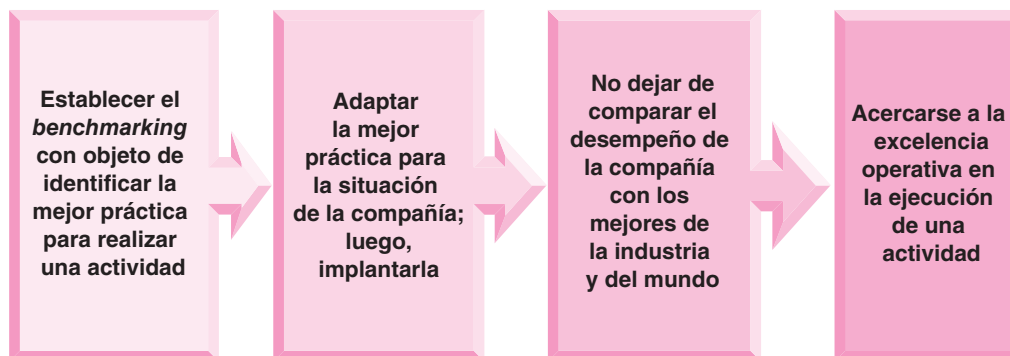 Establecer el
benchmarking
con objeto de
identificar la
mejor práctica
para realizar
una actividad
Adaptar
la mejor
práctica para
la situación
de la compañía;
luego,
implantarla
No dejar de
comparar el
desempeño de
la compañía
con los
mejores de
la industria
y del mundo
Acercarse a la
excelencia
operativa en
la ejecución
de una
actividad